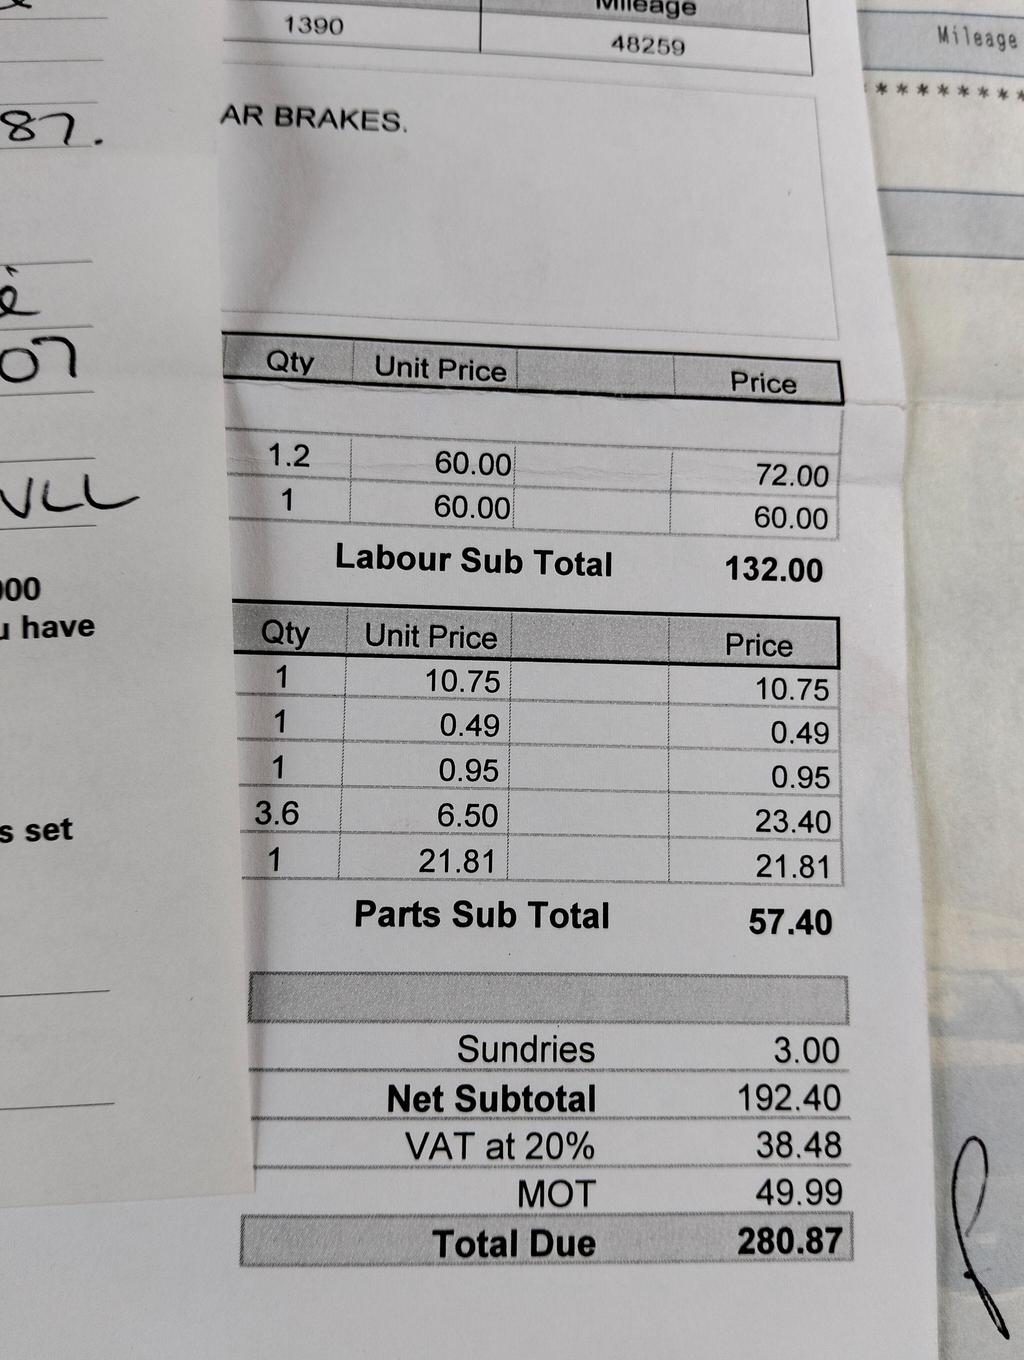 Mileage
1390 48259
Mileage
* * * * * * * *
87.
AR BRAKES.
07
Qty Unit Price Price
1.2 60.00 72.00
1 60.00 60.00
Labour Sub Total 132.00
000
u have
Qty Unit Price Price
1 10.75 10.75
1 0.49 0.49
1 0.95 0.95
3.6 6.50 23.40
1 21.81 21.81
s set
Parts Sub Total 57.40
Sundries 3.00
Net Subtotal 192.40
VAT at 20% 38.48
MOT 49.99
Total Due 280.87